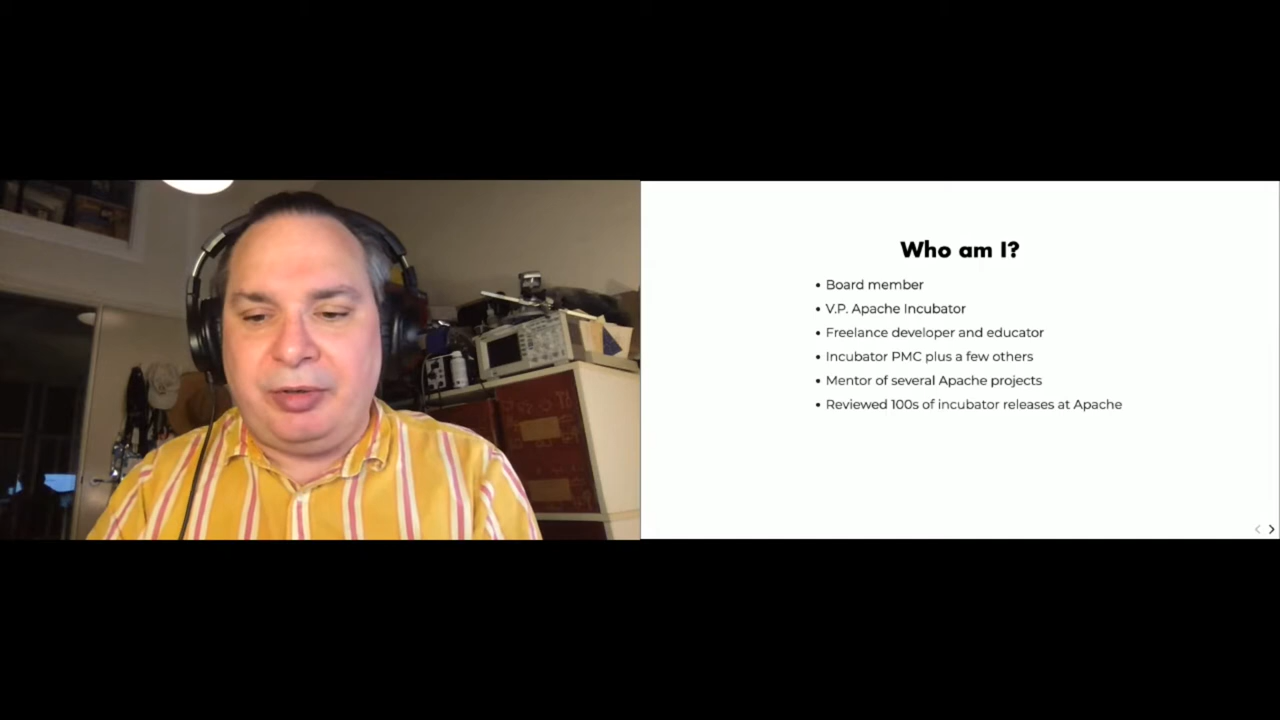 Who am I?
• Board member
• V.P. Apache Incubator
• Freelance developer and educator
• Incubator PMC plus a few others
• Mentor of several Apache projects
• Reviewed 100s of incubator releases at Apache